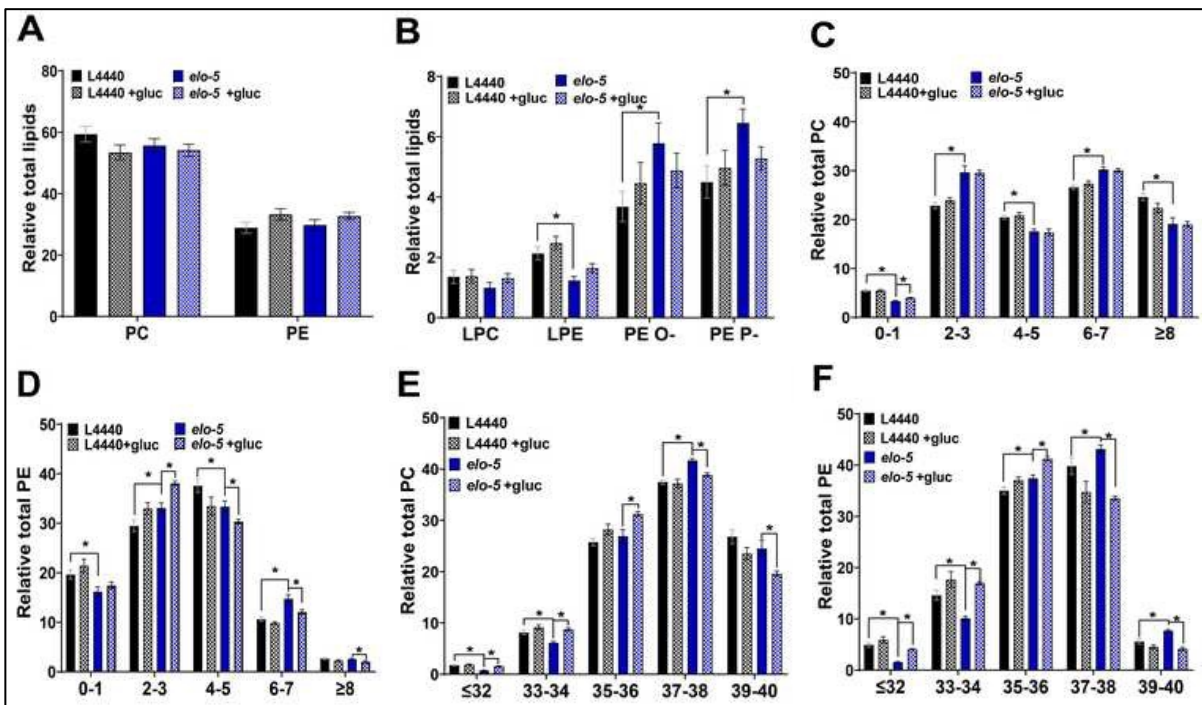 A
L4440
elo-5
L4440 +gluc
elo-5 +gluc
Relative total lipids
80
60
40
20
0
PC
PE
B
L4440
elo-5
L4440 +gluc
elo-5 +gluc
Relative total lipids
8
6
4
2
0
*
*
*
LPC
LPE
PE O-
PE P-
C
L4440
elo-5
L4440+gluc
elo-5 +gluc
Relative total PC
50
40
30
20
10
0
*
*
*
*
*
*
0-1
2-3
4-5
6-7
≥8
D
L4440
elo-5
L4440+gluc
elo-5 +gluc
Relative total PE
50
40
30
20
10
0
*
*
*
*
*
*
*
*
0-1
2-3
4-5
6-7
≥8
E
L4440
L4440 +gluc
elo-5
elo-5 +gluc
Relative total PC
50
40
30
20
10
0
*
*
*
*
*
*
*
*
≤32
33-34
35-36
37-38
39-40
F
L4440
L4440 +gluc
elo-5
elo-5 +gluc
Relative total PE
50
40
30
20
10
0
*
*
*
*
*
*
*
*
*
*
≤32
33-34
35-36
37-38
39-40